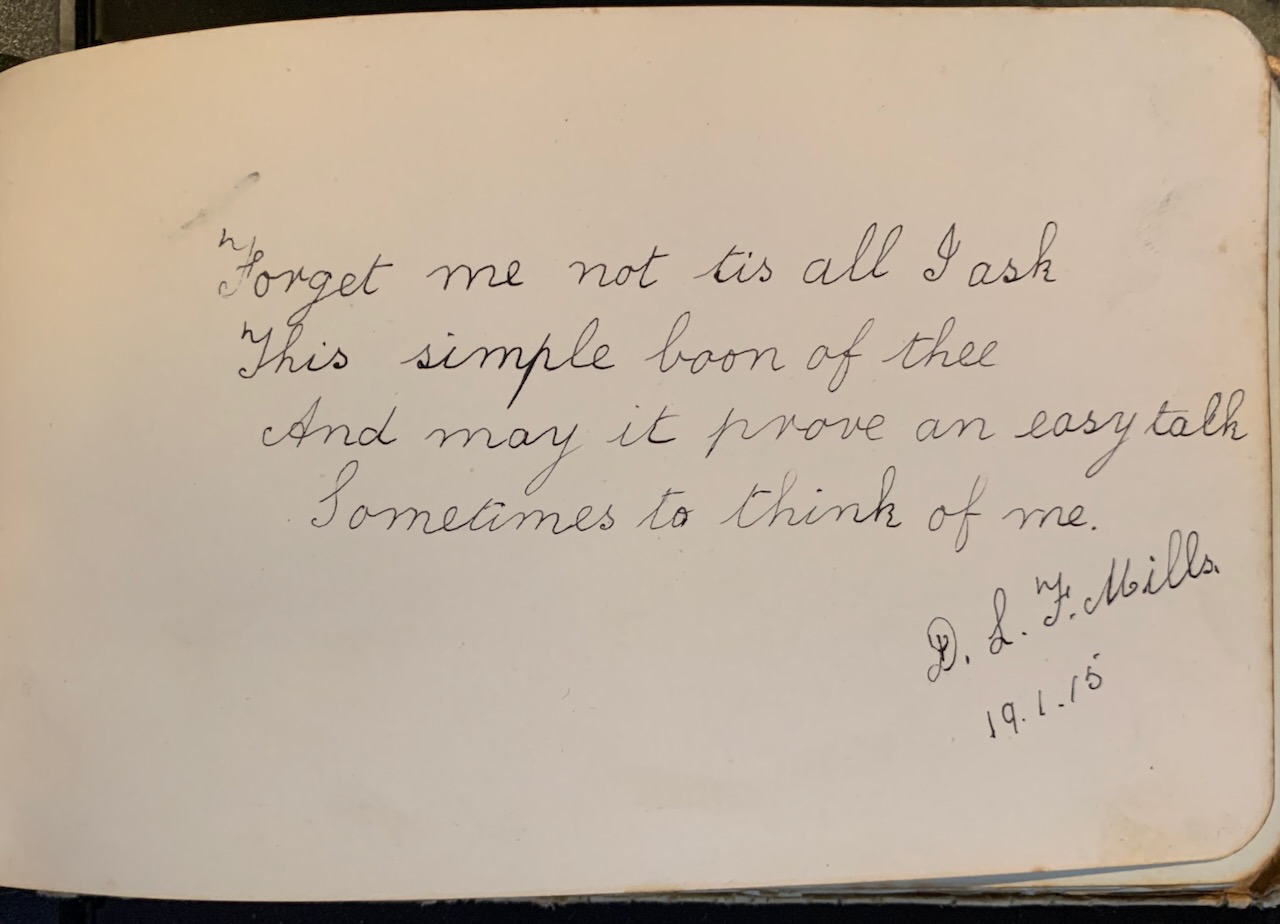 Forget me not tis all I ask
This simple boon of thee
And may it prove an easy talk
Sometimes to think of me.
D. L. F. Mills.
19.1.15